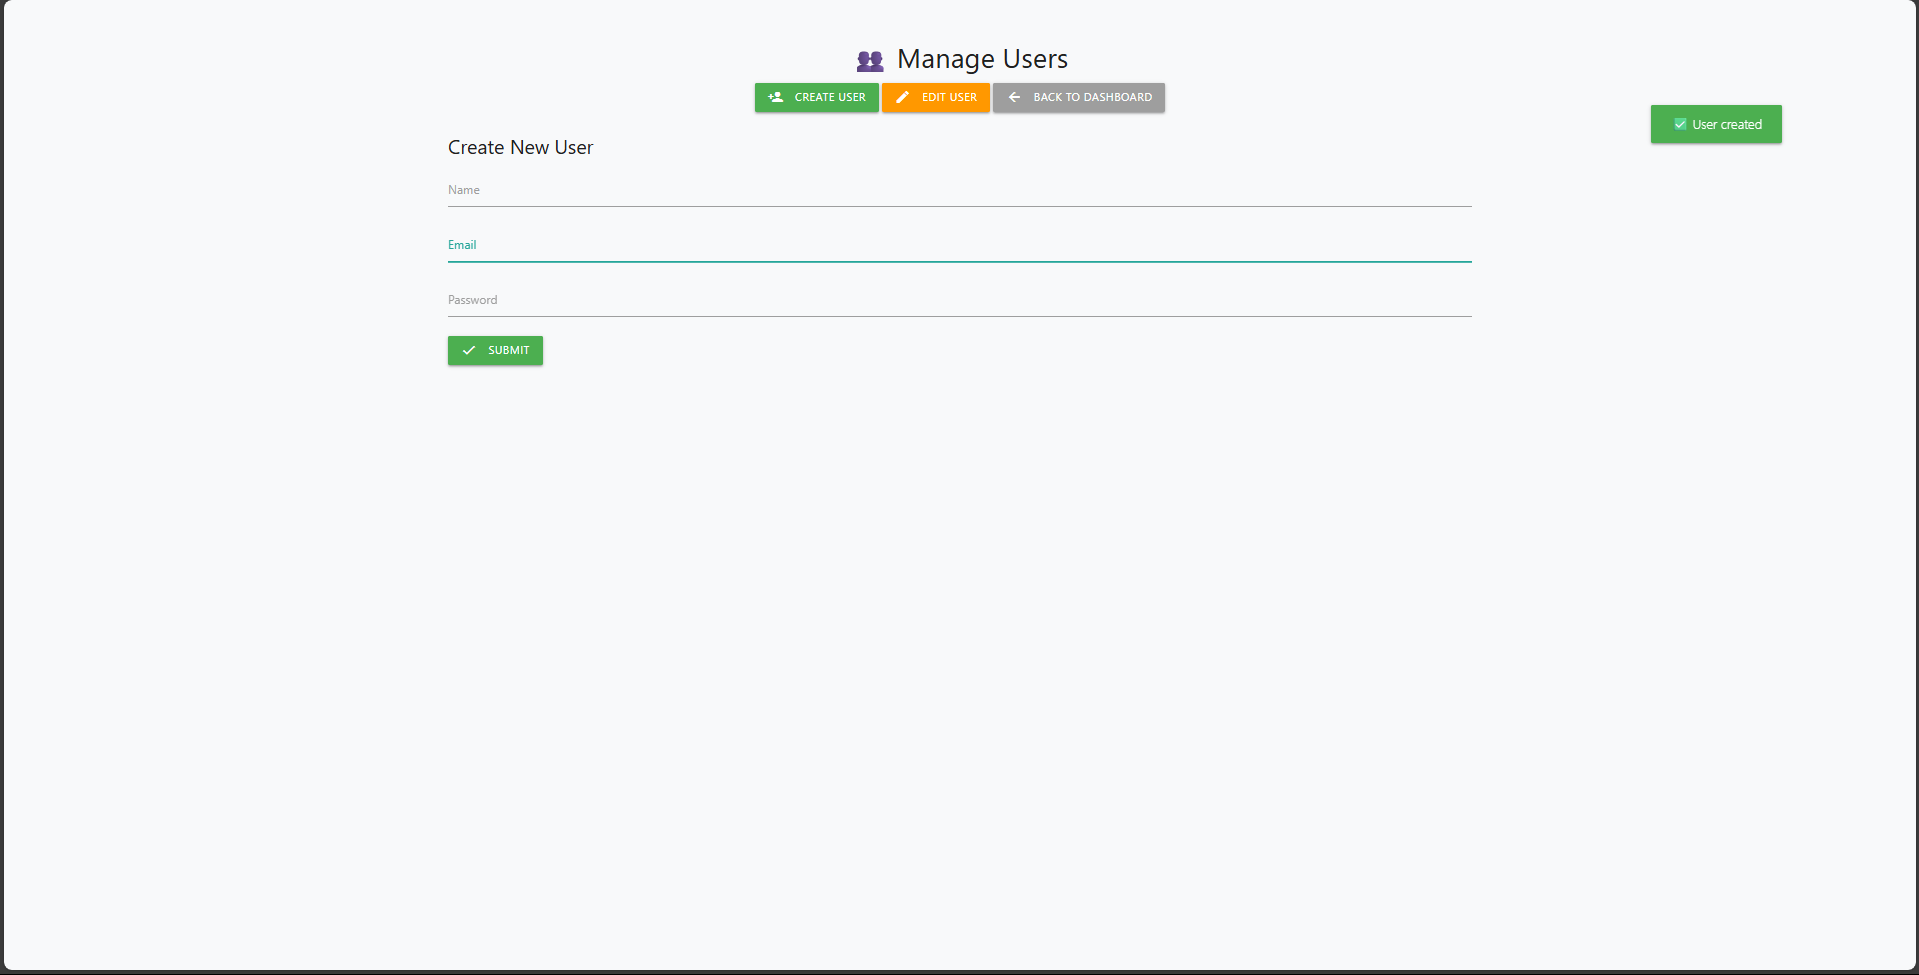 Manage Users
CREATE USER EDIT USER BACK TO DASHBOARD
User created
Create New User
Name
Email
Password
SUBMIT